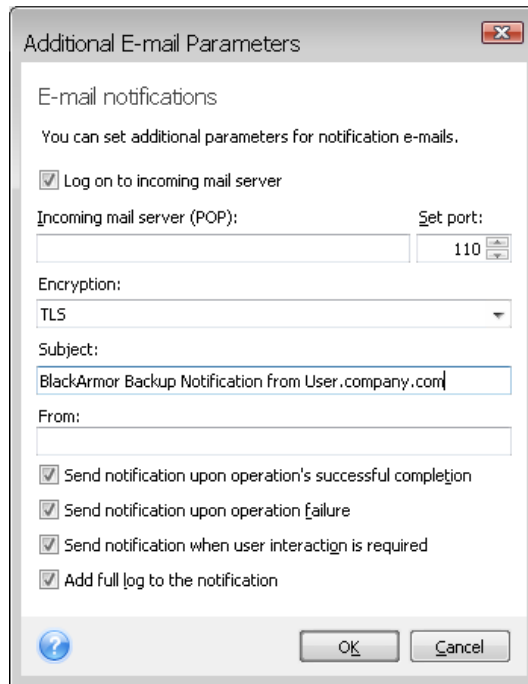 Additional E-mail Parameters
E-mail notifications
You can set additional parameters for notification e-mails.
Log on to incoming mail server
Incoming mail server (POP): Set port:
110
Encryption:
TLS
Subject:
BlackArmor Backup Notification from User.company.com
From:
Send notification upon operation's successful completion
Send notification upon operation failure
Send notification when user interaction is required
Add full log to the notification
? OK Cancel